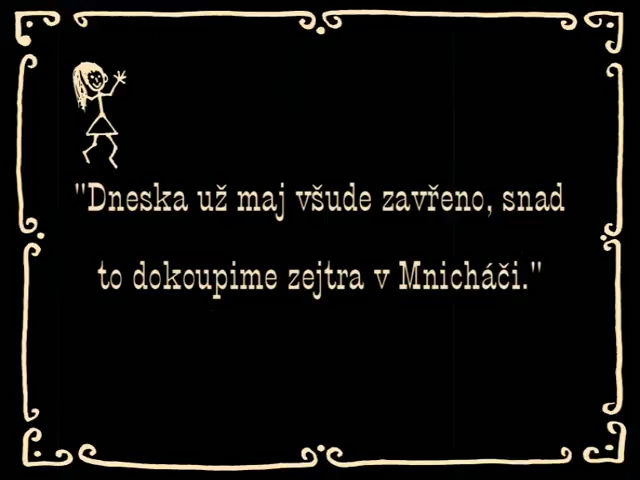 "Dneska už maj všude zavřeno, snad
to dokoupime zejtra v Mnicháči."